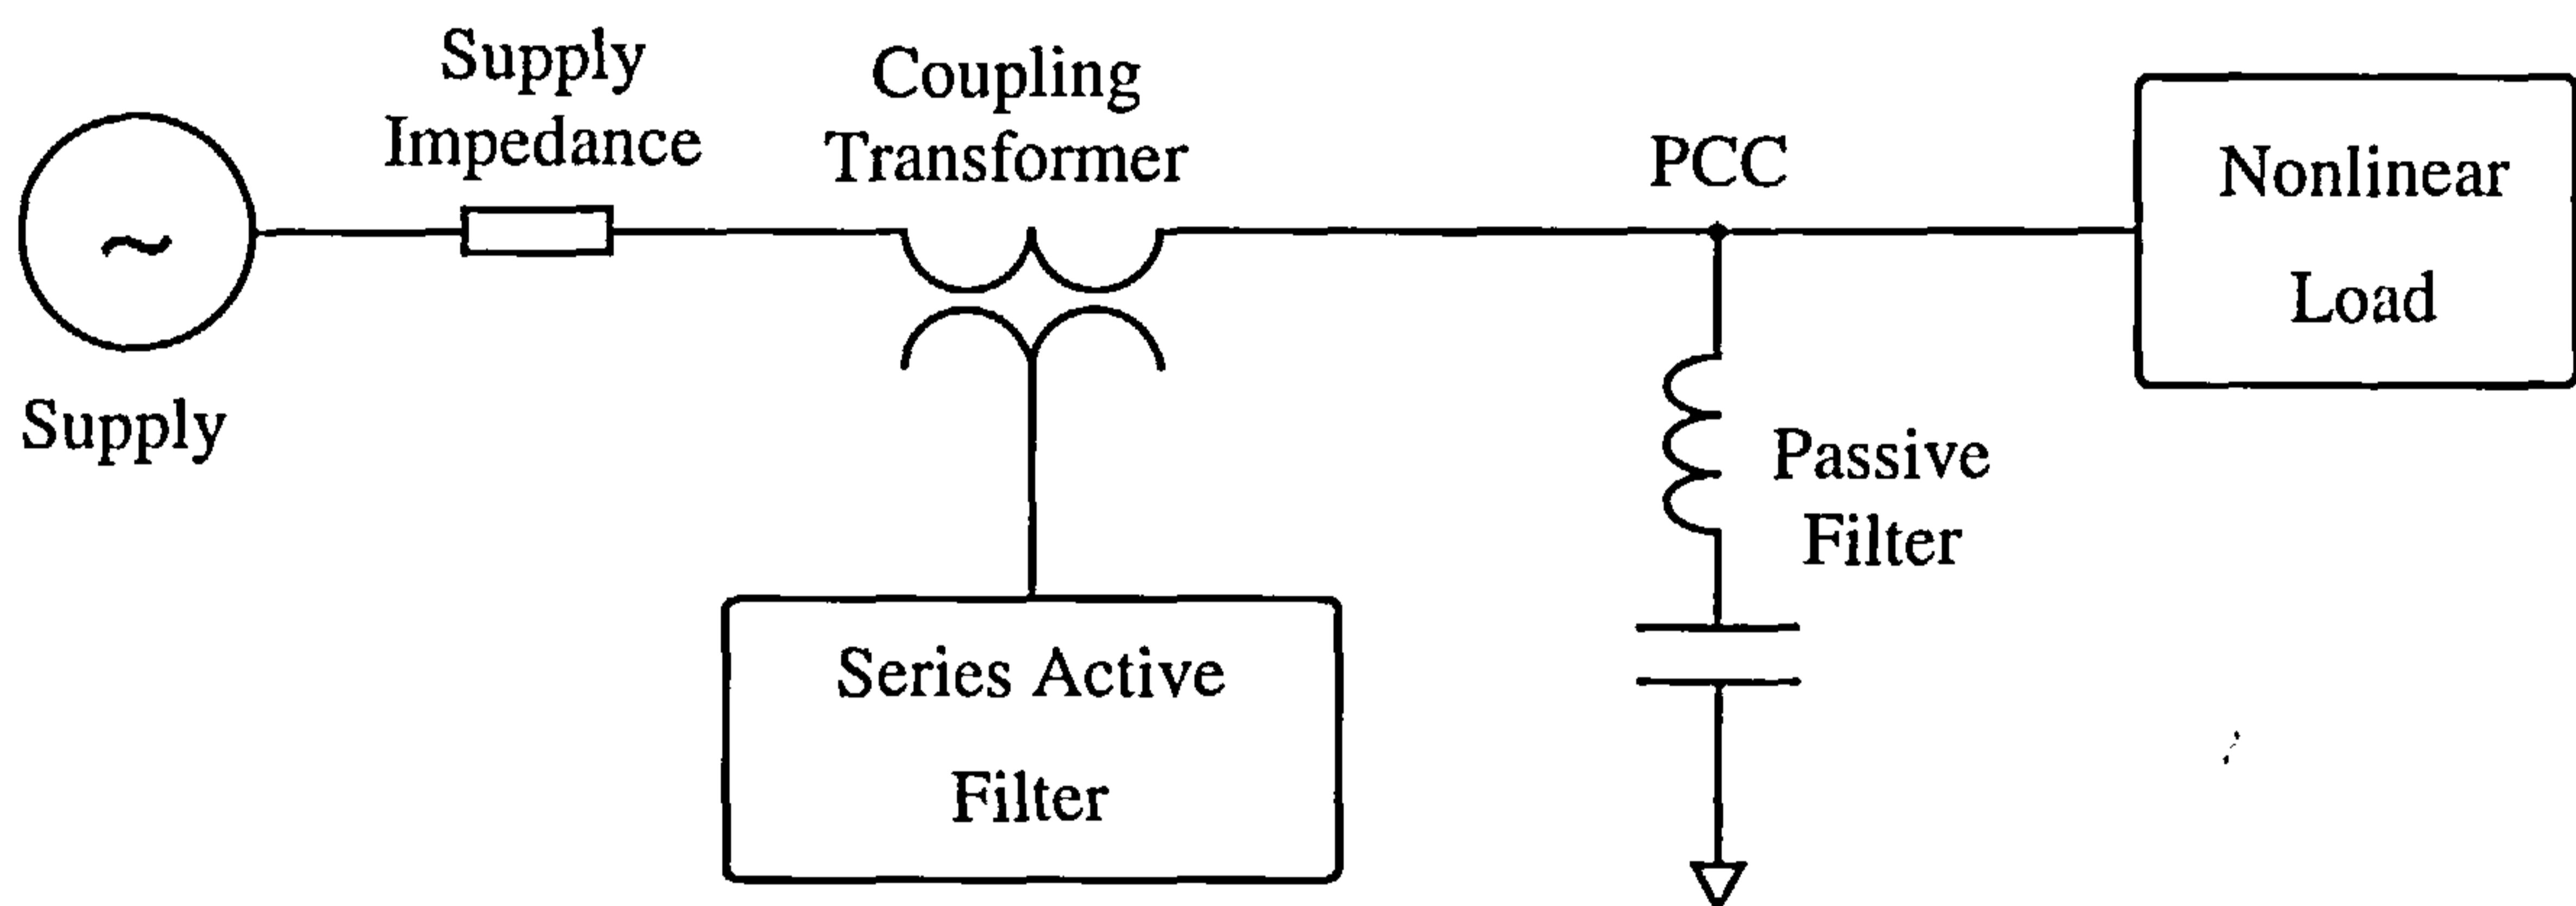 Supply
Impedance
Coupling
Transformer
PCC
Nonlinear
Load
~
Supply
Passive
Filter
Series Active
Filter